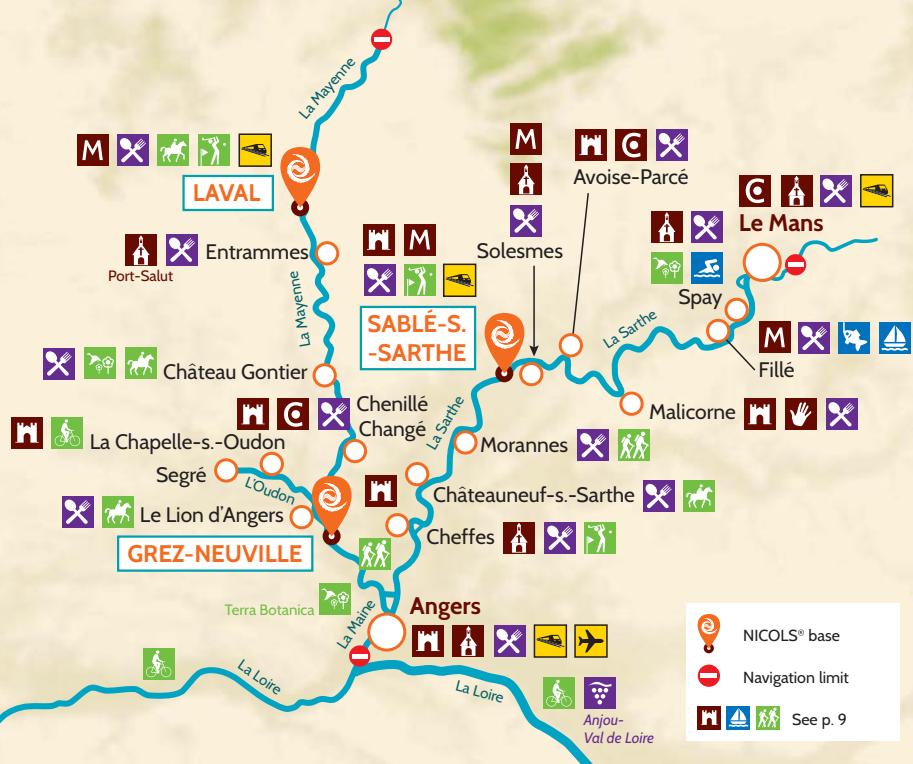 La Mayenne
M
LAVAL
Entrammes
Port-Salut
La Mayenne
Château Gontier
M
SABLÉ-S.
-SARTHE
M
Solesmes
C
Avoise-Parcé
La Sarthe
C
Le Mans
Spay
M
Fillé
Malicorne
C
Chenillé
Changé
La Sarthe
Morannes
La Chapelle-s.-Oudon
Segré
L'Oudon
Le Lion d'Angers
GREZ-NEUVILLE
Châteauneuf-s.-Sarthe
Cheffes
Terra Botanica
La Maine
Angers
La Loire
La Loire
Anjou-
Val de Loire
NICOLS® base
Navigation limit
See p. 9